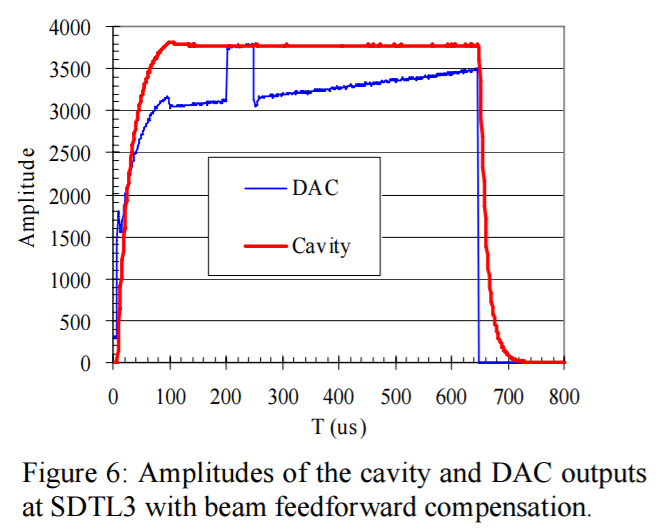 4000
3500
3000
2500
2000
1500
1000
500
0
Amplitude
DAC
Cavity
0 100 200 300 400 500 600 700 800
T (us)
Figure 6: Amplitudes of the cavity and DAC outputs
at SDTL3 with beam feedforward compensation.